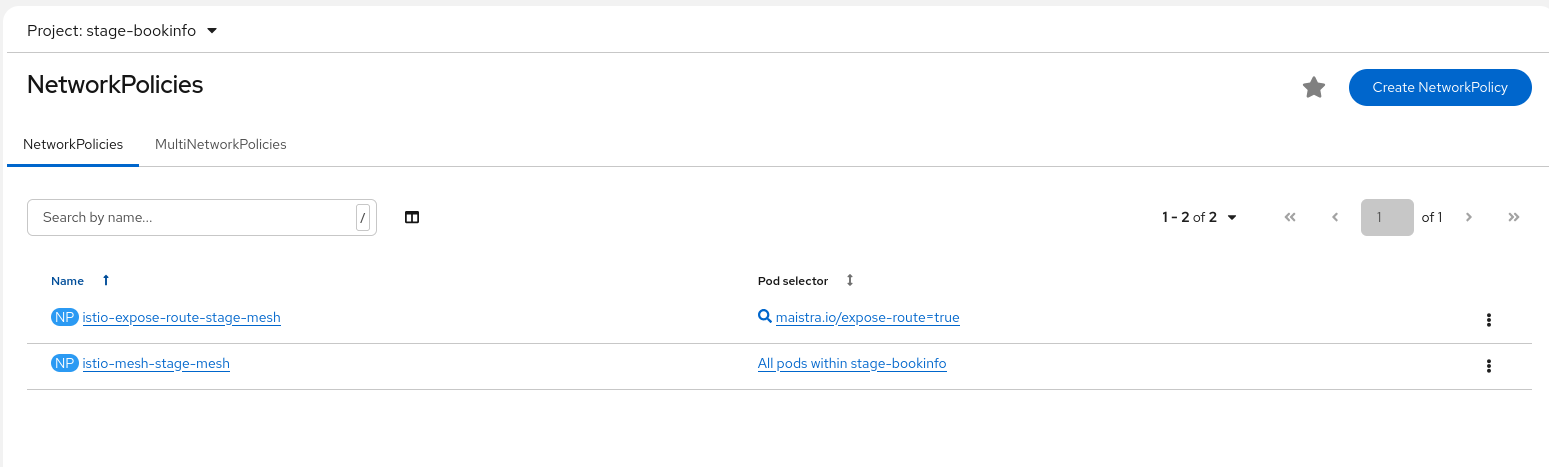 Project: stage-bookinfo
NetworkPolicies
Create NetworkPolicy
NetworkPolicies MultiNetworkPolicies
Search by name... / 1 - 2 of 2 1 of 1
Name Pod selector
NP istio-expose-route-stage-mesh maistra.io/expose-route=true
NP istio-mesh-stage-mesh All pods within stage-bookinfo